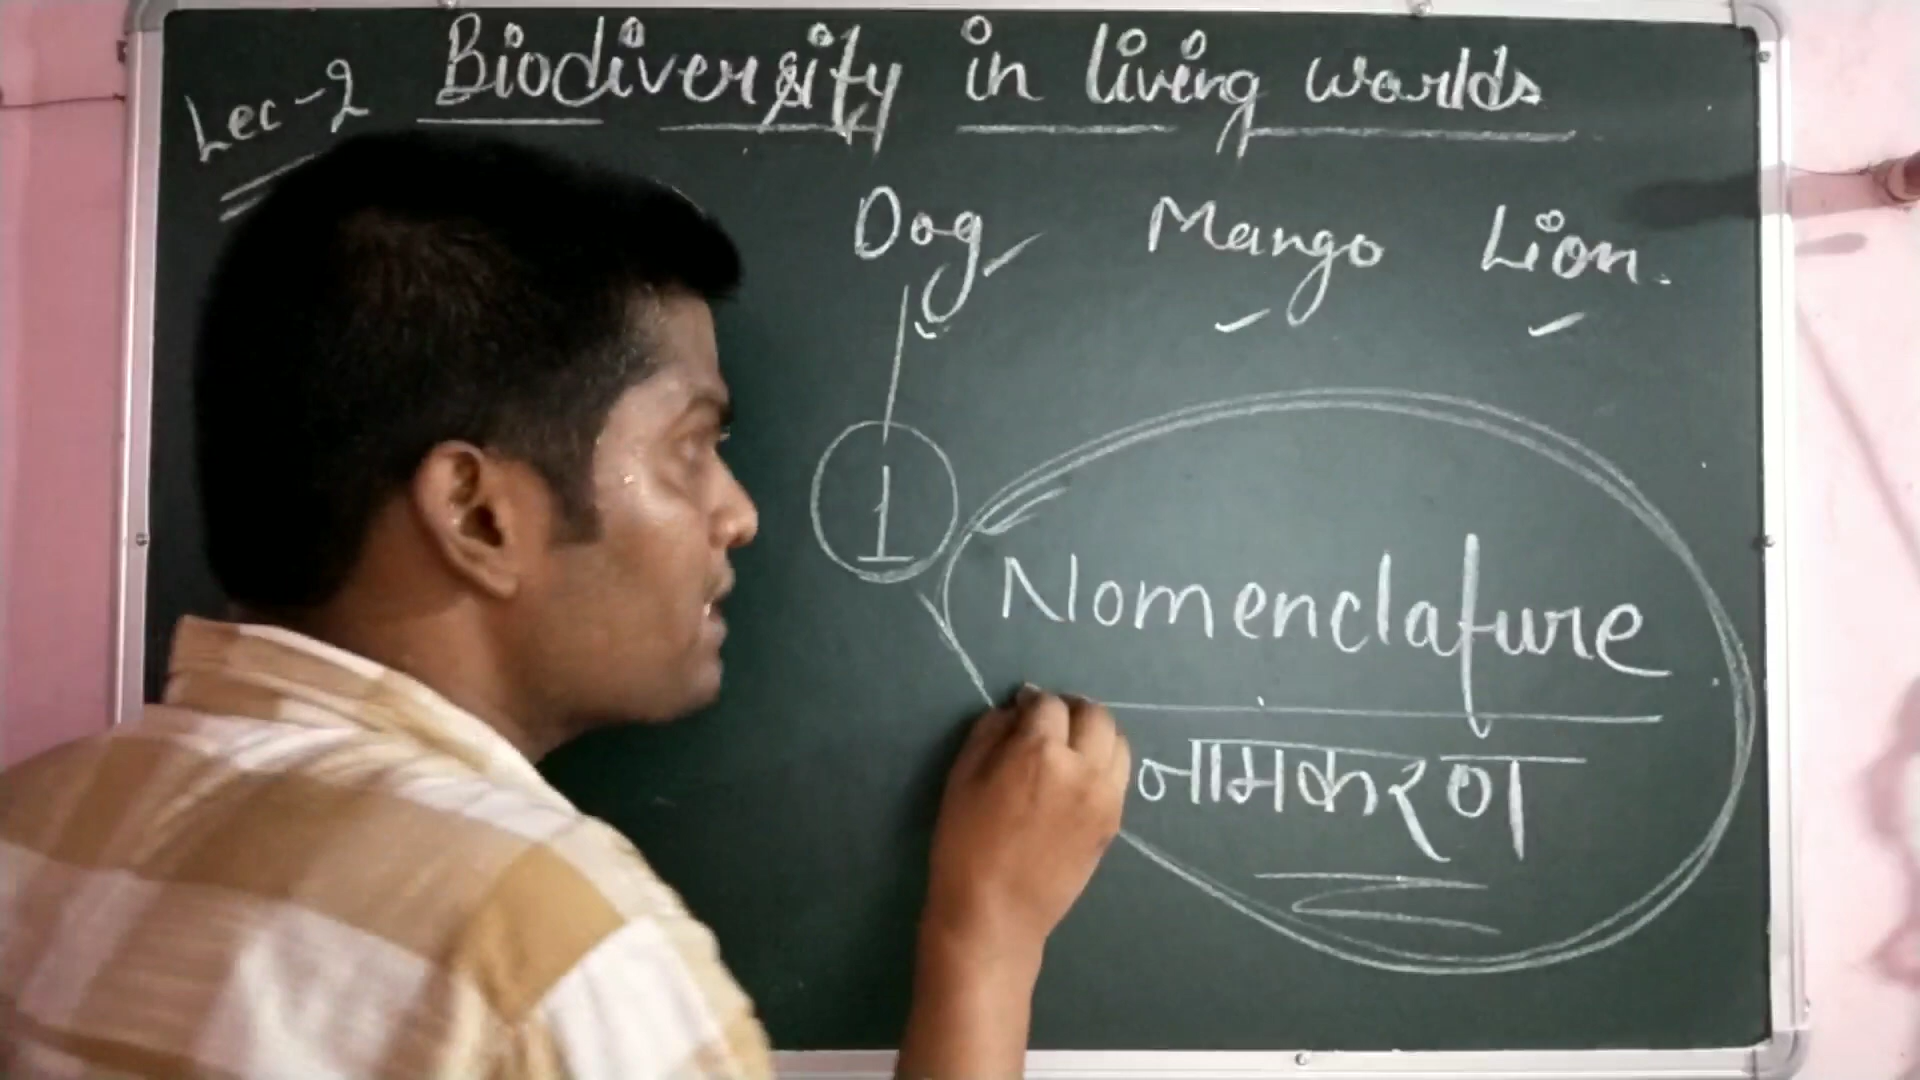 Lec-2 Biodiversity in living worlds
Dog Mango Lion.
1
Nomenclature
नामकरण